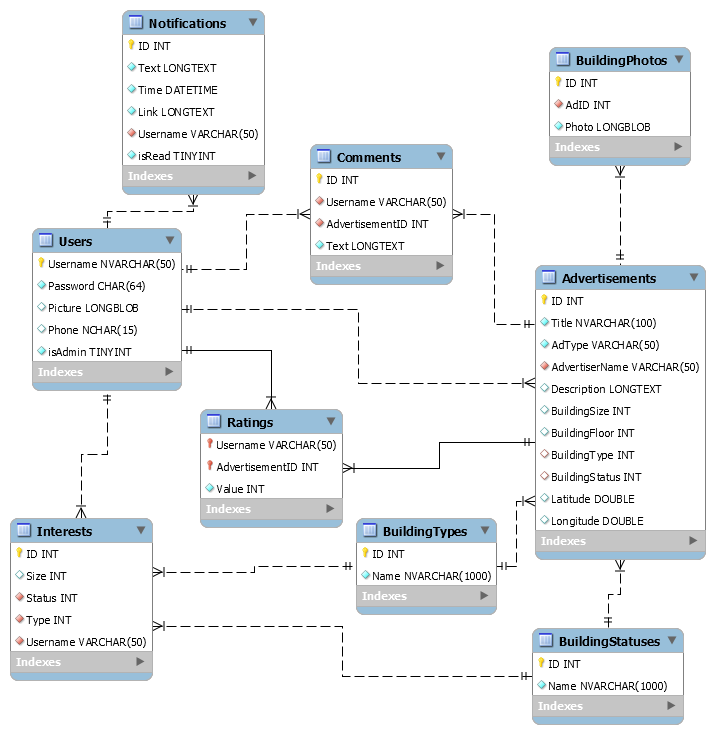 Notifications
ID INT
Text LONGTEXT
Time DATETIME
Link LONGTEXT
Username VARCHAR(50)
isRead TINYINT
Indexes
BuildingPhotos
ID INT
AdID INT
Photo LONGBLOB
Indexes
Comments
ID INT
Username VARCHAR(50)
AdvertisementID INT
Text LONGTEXT
Indexes
Users
Username NVARCHAR(50)
Password CHAR(64)
Picture LONGBLOB
Phone NCHAR(15)
isAdmin TINYINT
Indexes
Advertisements
ID INT
Title NVARCHAR(100)
AdType VARCHAR(50)
AdvertiserName VARCHAR(50)
Description LONGTEXT
BuildingSize INT
BuildingFloor INT
BuildingType INT
BuildingStatus INT
Latitude DOUBLE
Longitude DOUBLE
Indexes
Ratings
Username VARCHAR(50)
AdvertisementID INT
Value INT
Indexes
Interests
ID INT
Size INT
Status INT
Type INT
Username VARCHAR(50)
Indexes
BuildingTypes
ID INT
Name NVARCHAR(1000)
Indexes
BuildingStatuses
ID INT
Name NVARCHAR(1000)
Indexes